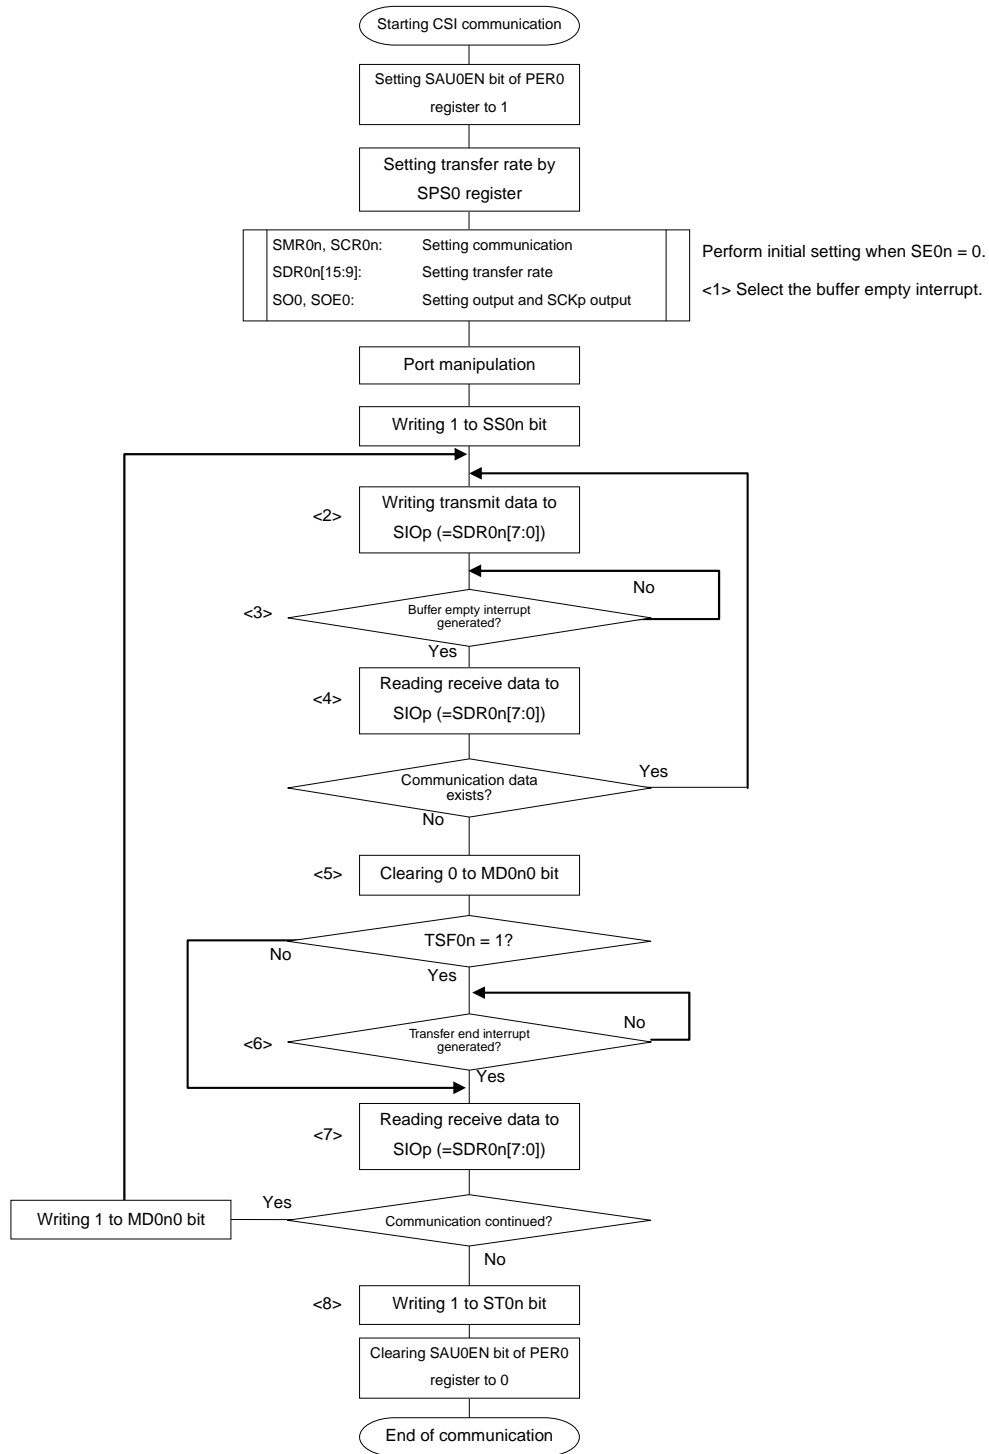 Starting CSI communication
Setting SAU0EN bit of PER0
register to 1
Setting transfer rate by
SPS0 register
SMR0n, SCR0n: Setting communication
SDR0n[15:9]: Setting transfer rate
SO0, SOE0: Setting output and SCKp output
Perform initial setting when SE0n = 0.
<1> Select the buffer empty interrupt.
Port manipulation
Writing 1 to SS0n bit
<2>
Writing transmit data to
SIOp (=SDR0n[7:0])
No
<3>
Buffer empty interrupt
generated?
Yes
<4>
Reading receive data to
SIOp (=SDR0n[7:0])
Communication data
exists?
Yes
No
<5>
Clearing 0 to MD0n0 bit
TSF0n = 1?
No
Yes
No
<6>
Transfer end interrupt
generated?
Yes
<7>
Reading receive data to
SIOp (=SDR0n[7:0])
Yes
Writing 1 to MD0n0 bit
Communication continued?
No
<8>
Writing 1 to ST0n bit
Clearing SAU0EN bit of PER0
register to 0
End of communication